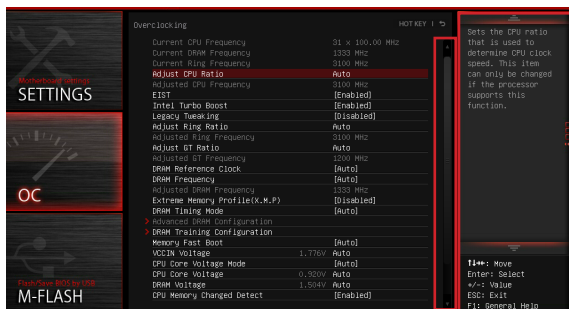 Motherboard settings
SETTINGS
OC
Flash/Save BIOS by USB
M-FLASH
Overclocking
HOT KEY
Current CPU Frequency 31 x 100.00 MHz
Current DRAM Frequency 1333 MHz
Current Ring Frequency 3100 MHz
Adjust CPU Ratio Auto
Adjusted CPU Frequency 3100 MHz
EIST [Enabled]
Intel Turbo Boost [Enabled]
Legacy Tweaking [Disabled]
Adjust Ring Ratio Auto
Adjusted Ring Frequency 3100 MHz
Adjust GT Ratio Auto
Adjusted GT Frequency 1200 MHz
DRAM Reference Clock [Auto]
DRAM Frequency [Auto]
Adjusted DRAM Frequency 1333 MHz
Extreme Memory Profile(X.M.P) [Disabled]
DRAM Timing Mode [Auto]
> Advanced DRAM Configuration
> DRAM Training Configuration
Memory Fast Boot [Auto]
VCCIN Voltage 1.776V Auto
CPU Core Voltage Mode [Auto]
CPU Core Voltage 0.920V Auto
DRAM Voltage 1.504V Auto
CPU Memory Changed Detect [Enabled]
Sets the CPU ratio
that is used to
determine CPU clock
speed. This item
can only be changed
if the processor
supports this
function.
↑↓→←: Move
Enter: Select
+/-: Value
ESC: Exit
F1: General Help